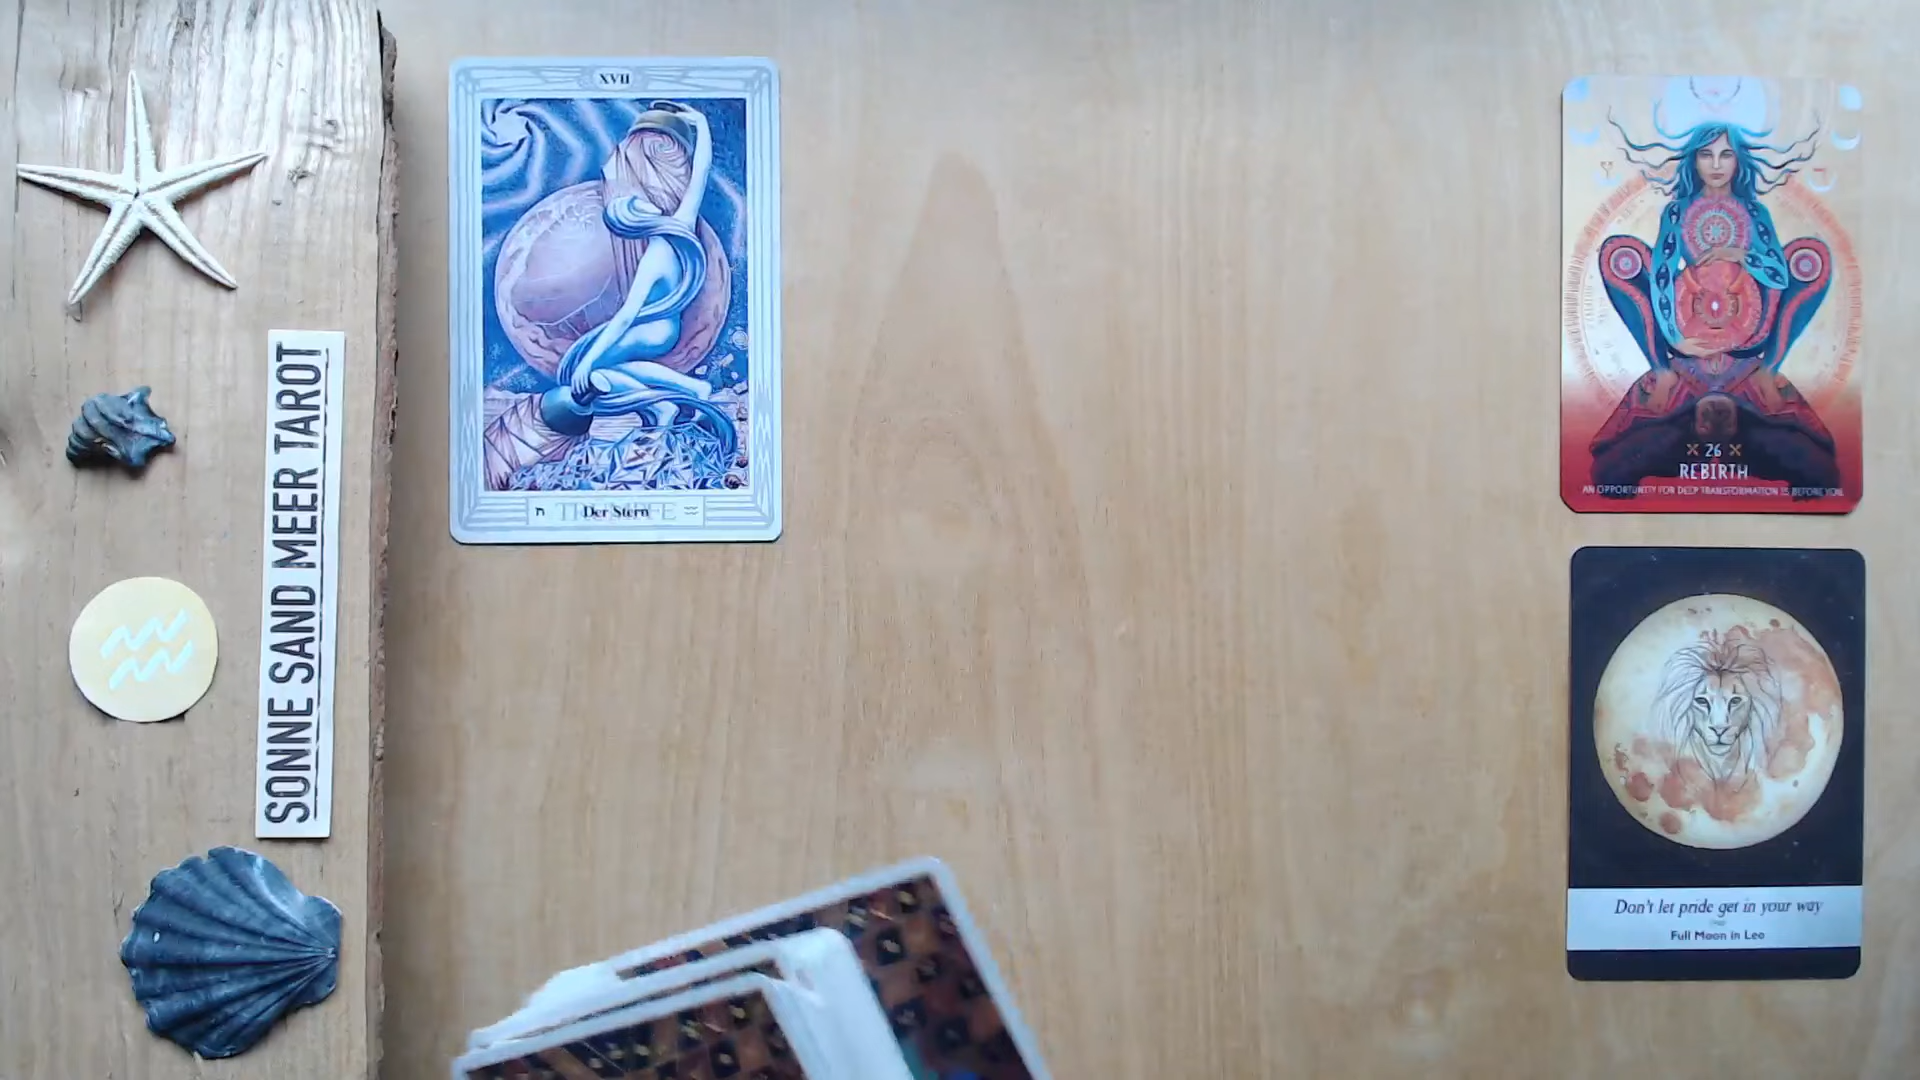 SONNE SAND MEER TAROT
XVII
Der Stern
26
REBIRTH
AN OPPORTUNITY FOR DEEP TRANSFORMATION IS BEFORE YOU
Don't let pride get in your way
Full Moon in Leo